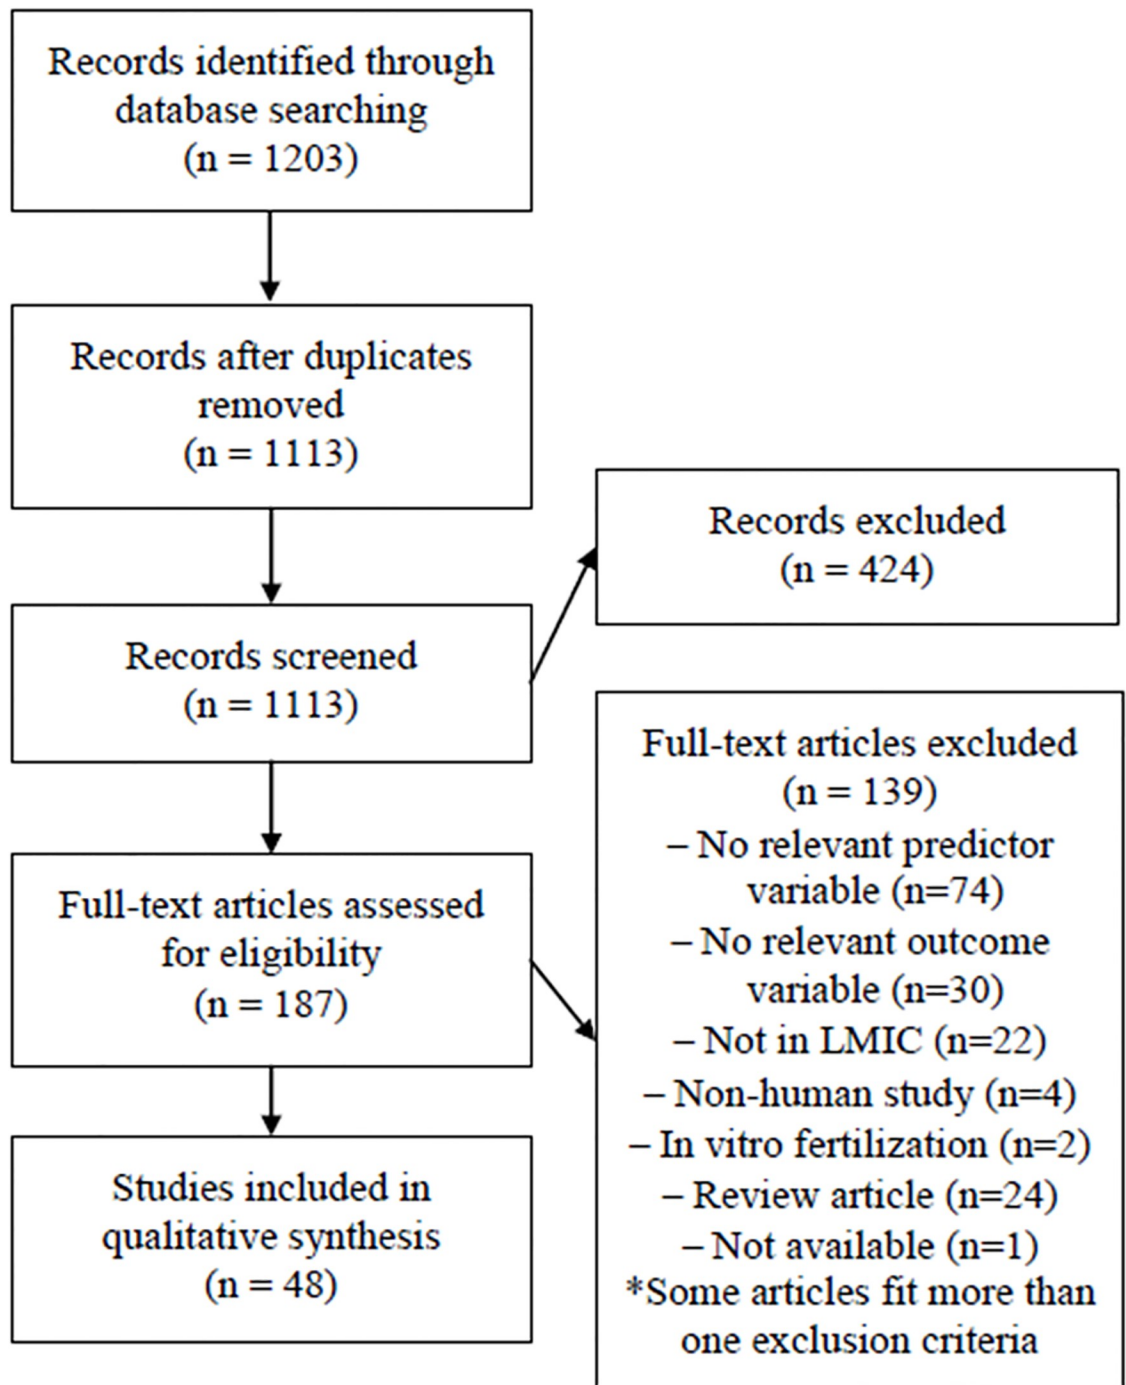 Records identified through
database searching
(n = 1203)
Records after duplicates
removed
(n = 1113)
Records excluded
(n = 424)
Records screened
(n = 1113)
Full-text articles excluded
(n = 139)
– No relevant predictor
variable (n=74)
– No relevant outcome
variable (n=30)
– Not in LMIC (n=22)
– Non-human study (n=4)
– In vitro fertilization (n=2)
– Review article (n=24)
– Not available (n=1)
*Some articles fit more than
one exclusion criteria
Full-text articles assessed
for eligibility
(n = 187)
Studies included in
qualitative synthesis
(n = 48)